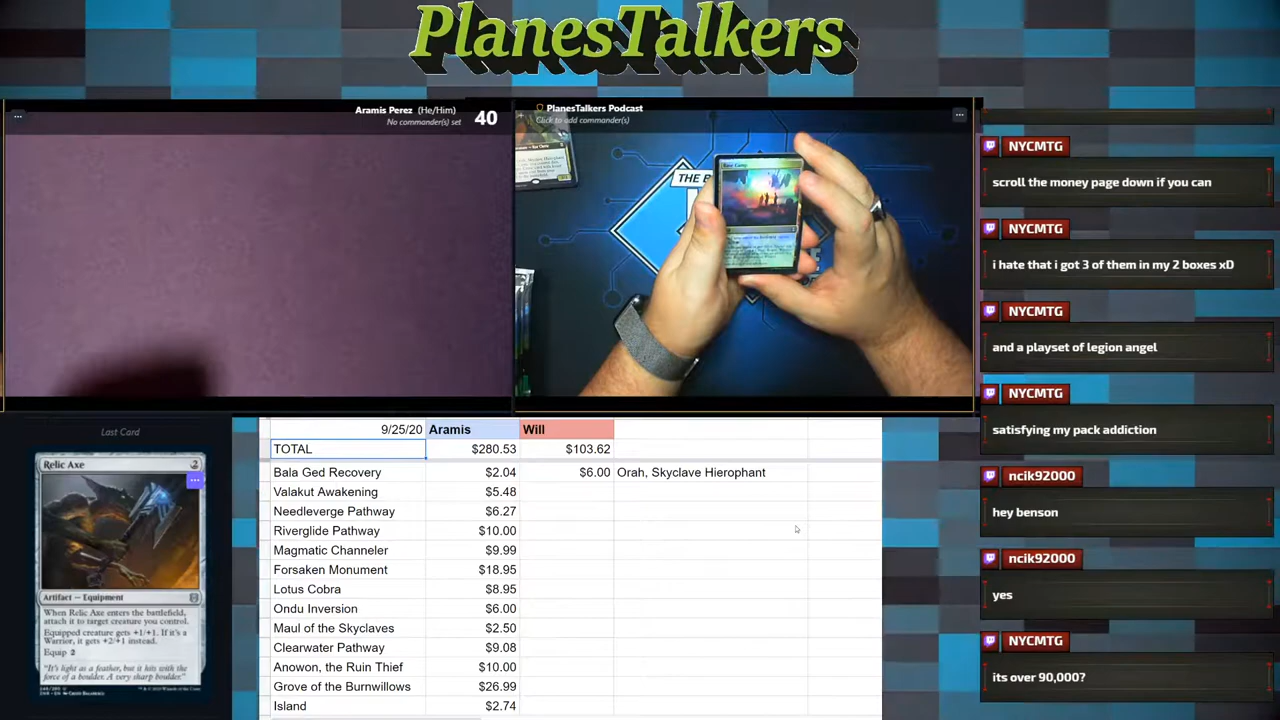 PlanesTalkers
Aramis Perez (He/Him)
No commander(s) set
40
PlanesTalkers Podcast
Click to add commander(s)
THE B
Base Camp
NYCMTG
scroll the money page down if you can
NYCMTG
i hate that i got 3 of them in my 2 boxes xD
NYCMTG
and a playset of legion angel
NYCMTG
satisfying my pack addiction
ncik92000
hey benson
ncik92000
yes
NYCMTG
its over 90,000?
Last Card
Relic Axe 2
Artifact — Equipment
When Relic Axe enters the battlefield,
attach it to target creature you control.
Equipped creature gets +1/+1. If it's a
Warrior, it gets +2/+1 instead.
Equip 2
"It's light as a feather, but it hits with the
force of a boulder. A very sharp boulder."
9/25/20 Aramis Will
TOTAL $280.53 $103.62
Bala Ged Recovery $2.04 $6.00 Orah, Skyclave Hierophant
Valakut Awakening $5.48
Needleverge Pathway $6.27
Riverglide Pathway $10.00
Magmatic Channeler $9.99
Forsaken Monument $18.95
Lotus Cobra $8.95
Ondu Inversion $6.00
Maul of the Skyclaves $2.50
Clearwater Pathway $9.08
Anowon, the Ruin Thief $10.00
Grove of the Burnwillows $26.99
Island $2.74